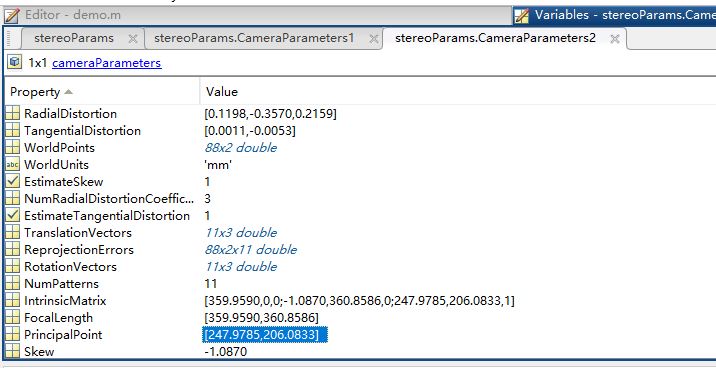 Editor - demo.m Variables - stereoParams.Came
stereoParams stereoParams.CameraParameters1 stereoParams.CameraParameters2
1x1 cameraParameters
Property Value
RadialDistortion [0.1198,-0.3570,0.2159]
TangentialDistortion [0.0011,-0.0053]
WorldPoints 88x2 double
abc WorldUnits 'mm'
EstimateSkew 1
NumRadialDistortionCoeffic... 3
EstimateTangentialDistortion 1
TranslationVectors 11x3 double
ReprojectionErrors 88x2x11 double
RotationVectors 11x3 double
NumPatterns 11
IntrinsicMatrix [359.9590,0,0;-1.0870,360.8586,0;247.9785,206.0833,1]
FocalLength [359.9590,360.8586]
PrincipalPoint [247.9785,206.0833]
Skew -1.0870